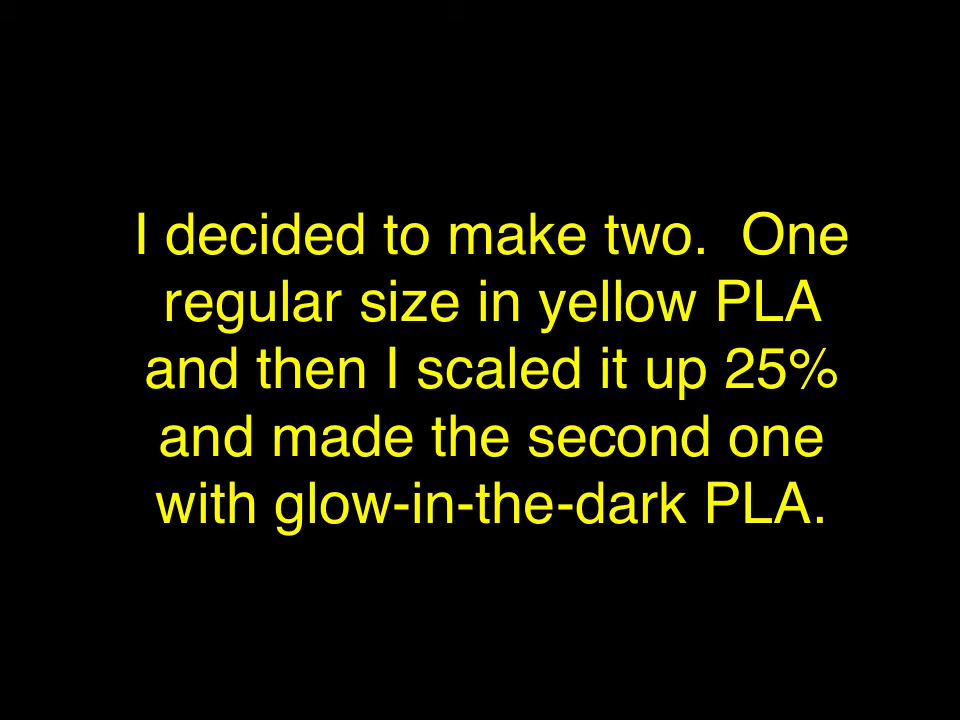 I decided to make two.  One
regular size in yellow PLA
and then I scaled it up 25%
and made the second one
with glow-in-the-dark PLA.